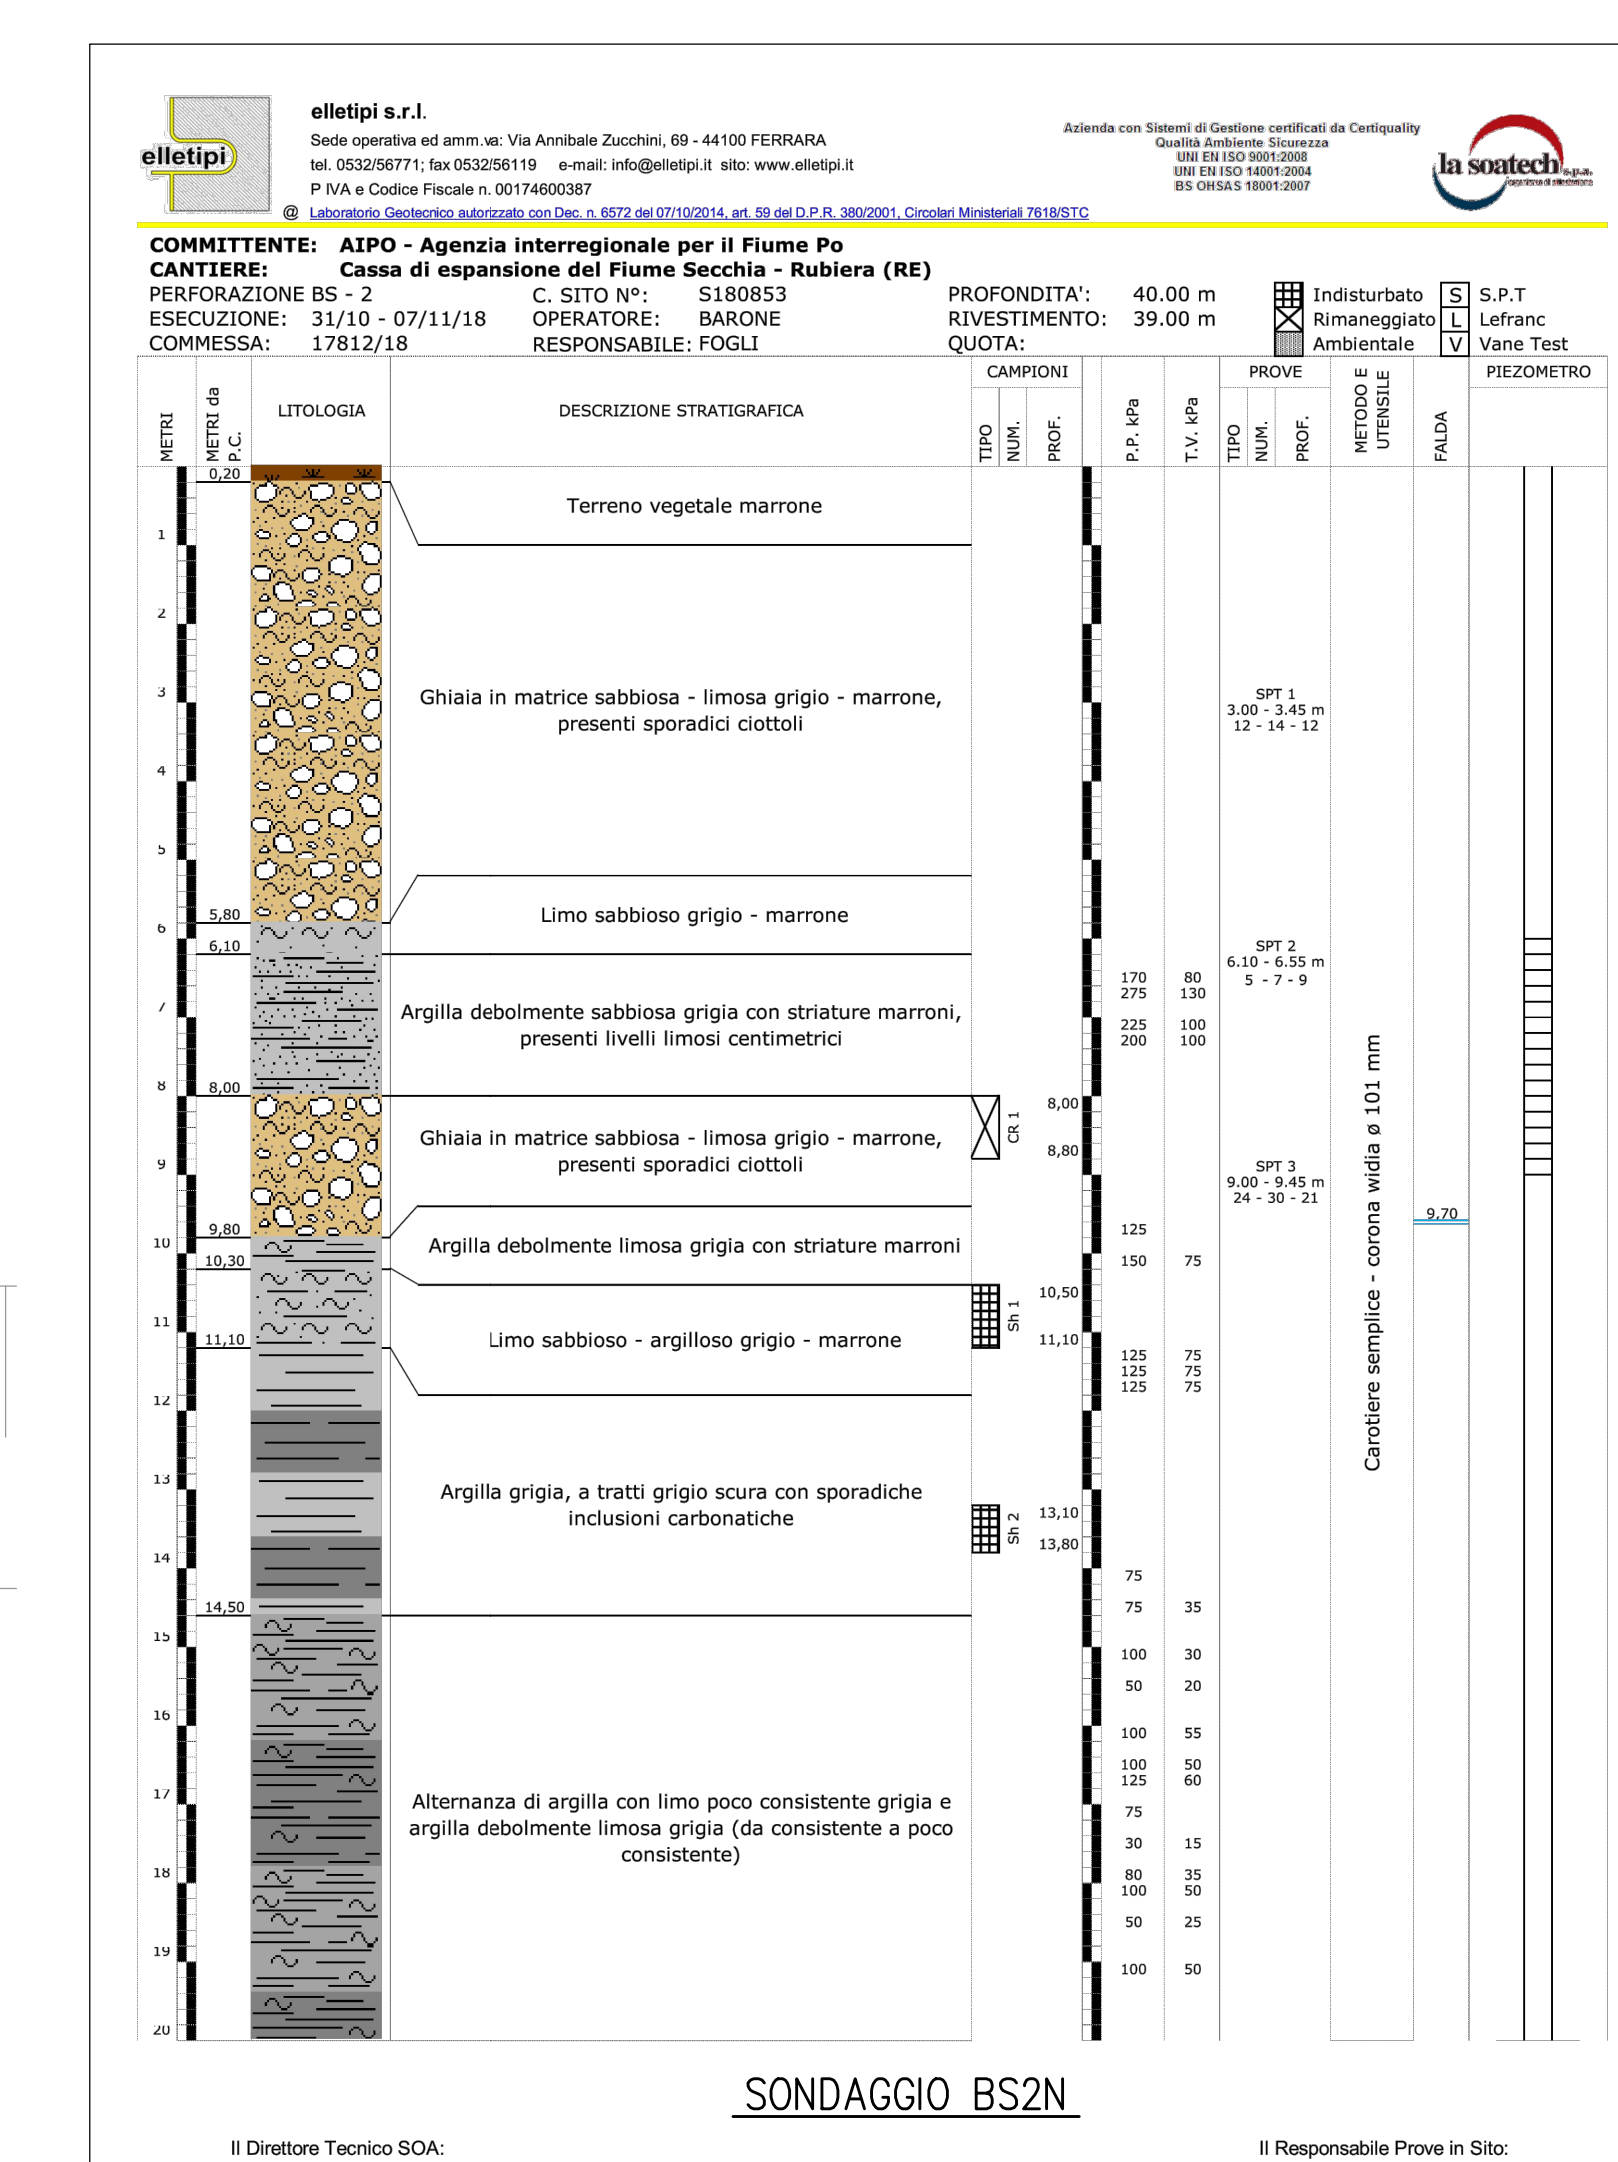 elletipi
elletipi s.r.l.
Sede operativa ed amm.va: Via Annibale Zucchini, 69 - 44100 FERRARA
tel. 0532/56771; fax 0532/56119 e-mail: info@elletipi.it sito: www.elletipi.it
P IVA e Codice Fiscale n. 00174600387
@ Laboratorio Geotecnico autorizzato con Dec. n. 6572 del 07/10/2014, art. 59 del D.P.R. 380/2001, Circolari Ministeriali 7618/STC
Azienda con Sistemi di Gestione certificati da Certiquality
Qualità Ambiente Sicurezza
UNI EN ISO 9001:2008
UNI EN ISO 14001:2004
BS OHSAS 18001:2007
la soatech s.p.a.
COMMITTENTE: AIPO - Agenzia interregionale per il Fiume Po
CANTIERE: Cassa di espansione del Fiume Secchia - Rubiera (RE)
PERFORAZIONE BS - 2 C. SITO N°: S180853 PROFONDITA': 40.00 m Indisturbato S S.P.T
ESECUZIONE: 31/10 - 07/11/18 OPERATORE: BARONE RIVESTIMENTO: 39.00 m Rimaneggiato L Lefranc
COMMESSA: 17812/18 RESPONSABILE: FOGLI QUOTA: Ambientale V Vane Test
METRI
METRI da P.C.
LITOLOGIA
DESCRIZIONE STRATIGRAFICA
CAMPIONI
TIPO
NUM.
PROF.
P.P. kPa
T.V. kPa
PROVE
TIPO
NUM.
PROF.
METODO E UTENSILE
FALDA
PIEZOMETRO
0,20
Terreno vegetale marrone
1
2
3
Ghiaia in matrice sabbiosa - limosa grigio - marrone,
presenti sporadici ciottoli
SPT 1
3.00 - 3.45 m
12 - 14 - 12
4
5
5,80
Limo sabbioso grigio - marrone
6
6,10
SPT 2
6.10 - 6.55 m
5 - 7 - 9
170 80
275 130
7
Argilla debolmente sabbiosa grigia con striature marroni,
presenti livelli limosi centimetrici
225 100
200 100
8
8,00
CR 1
8,00
8,80
Ghiaia in matrice sabbiosa - limosa grigio - marrone,
presenti sporadici ciottoli
9
SPT 3
9.00 - 9.45 m
24 - 30 - 21
9,70
9,80
125
10
Argilla debolmente limosa grigia con striature marroni
10,30
150 75
Sh 1
10,50
11,10
11
11,10
Limo sabbioso - argilloso grigio - marrone
125 75
125 75
125 75
12
Carotiere semplice - corona widia ø 101 mm
13
Argilla grigia, a tratti grigio scura con sporadiche
inclusioni carbonatiche
Sh 2
13,10
13,80
14
75
14,50
75 35
15
100 30
50 20
16
100 55
100 50
125 60
17
Alternanza di argilla con limo poco consistente grigia e
argilla debolmente limosa grigia (da consistente a poco
consistente)
75
30 15
18
80 35
100 50
50 25
19
100 50
20
SONDAGGIO BS2N
Il Direttore Tecnico SOA:
Il Responsabile Prove in Sito: